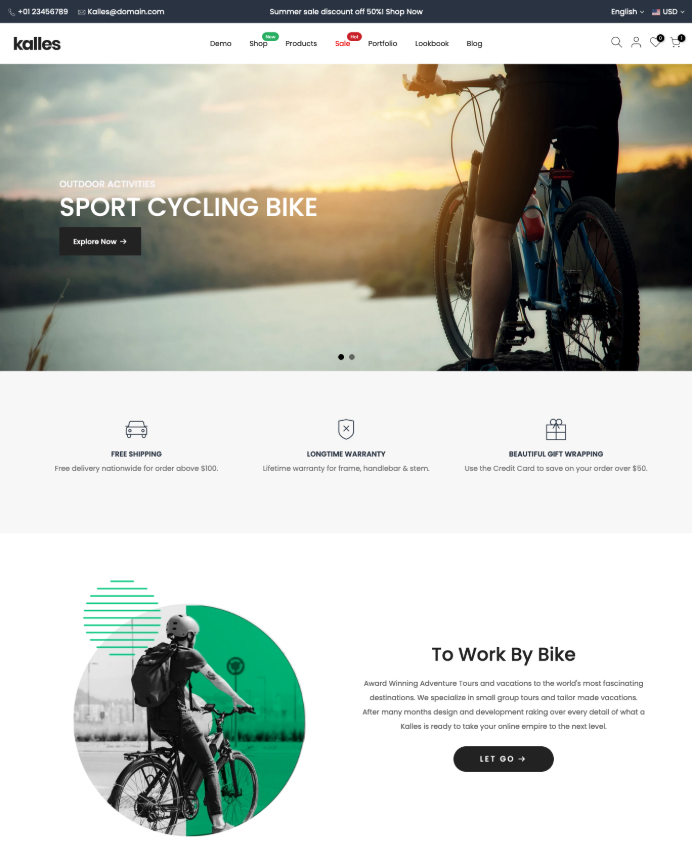 +01 23456789 Kalles@domain.com Summer sale discount off 50%! Shop Now English USD
kalles
Demo Shop New Products Sale Hot Portfolio Lookbook Blog 0 1
OUTDOOR ACTIVITIES
SPORT CYCLING BIKE
Explore Now →
FREE SHIPPING
Free delivery nationwide for order above $100.
LONGTIME WARRANTY
Lifetime warranty for frame, handlebar & stem.
BEAUTIFUL GIFT WRAPPING
Use the Credit Card to save on your order over $50.
To Work By Bike
Award Winning Adventure Tours and vacations to the world's most fascinating
destinations. We specialize in small group tours and tailor made vacations.
After many months design and development raking over every detail of what a
Kalles is ready to take your online empire to the next level.
LET GO →